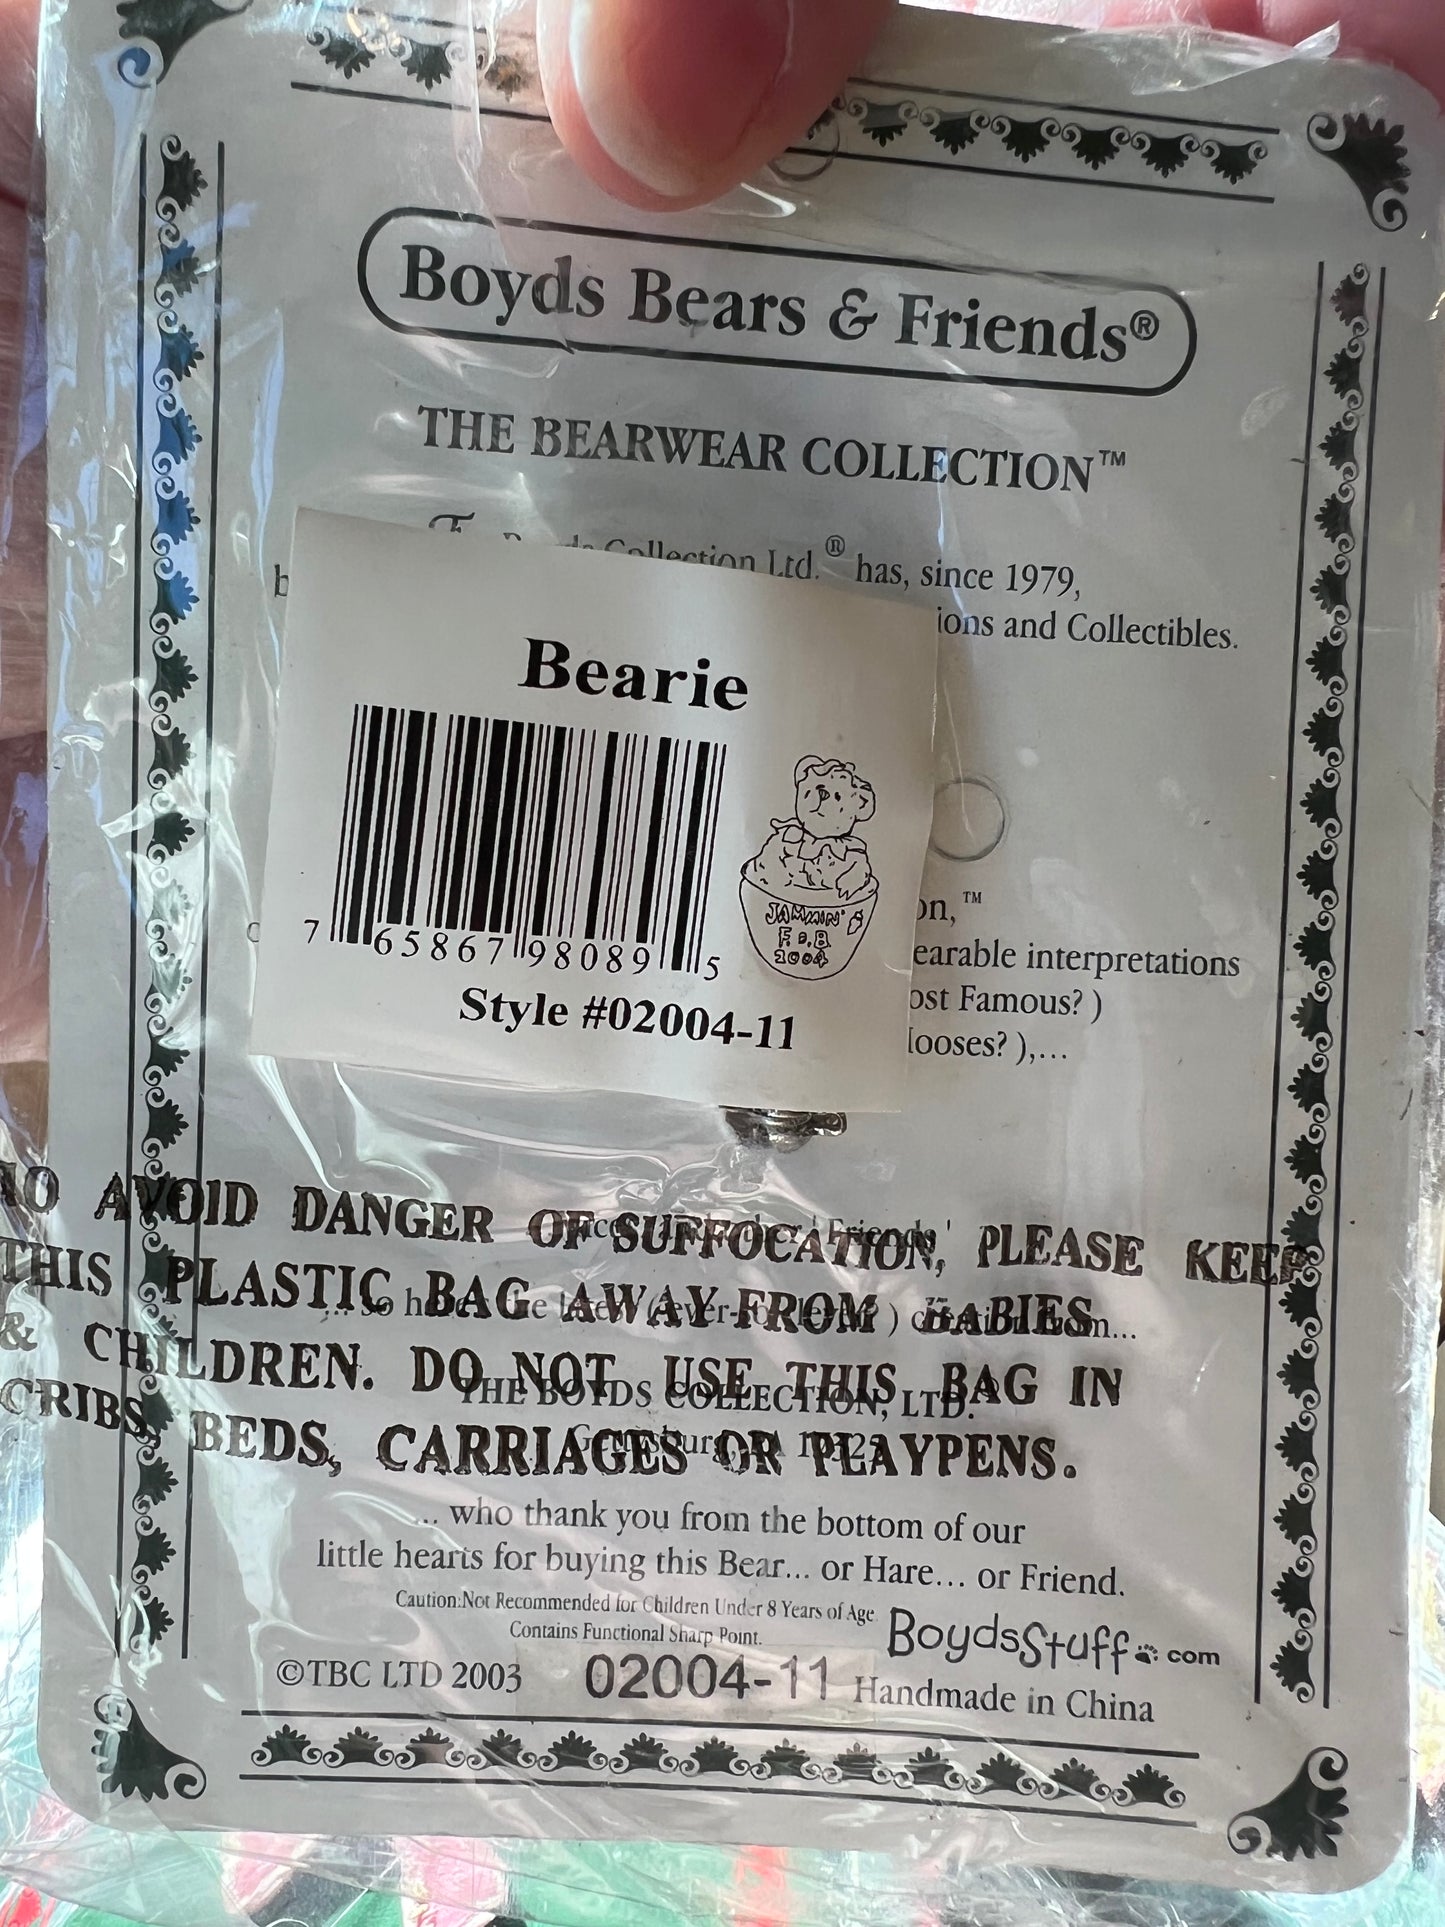 Boyds Bears & Friends®
THE BEARWEAR COLLECTION™
Collection Ltd.® has, since 1979,
ions and Collectibles.
Bearie
7 65867 98089 5
JAMMIN'
F.o.B
2004
Style #02004-11
on,™
earable interpretations
ost Famous? )
looses? ),...
' Friends '
TO AVOID DANGER OF SUFFOCATION, PLEASE KEEP
THIS PLASTIC BAG AWAY FROM BABIES
& CHILDREN. DO NOT USE THIS BAG IN
THE BOYDS COLLECTION, LTD.
CRIBS, BEDS, CARRIAGES OR PLAYPENS.
... who thank you from the bottom of our
little hearts for buying this Bear... or Hare... or Friend.
Caution:Not Recommended for Children Under 8 Years of Age
Contains Functional Sharp Point.
BoydsStuff.com
©TBC LTD 2003 02004-11 Handmade in China